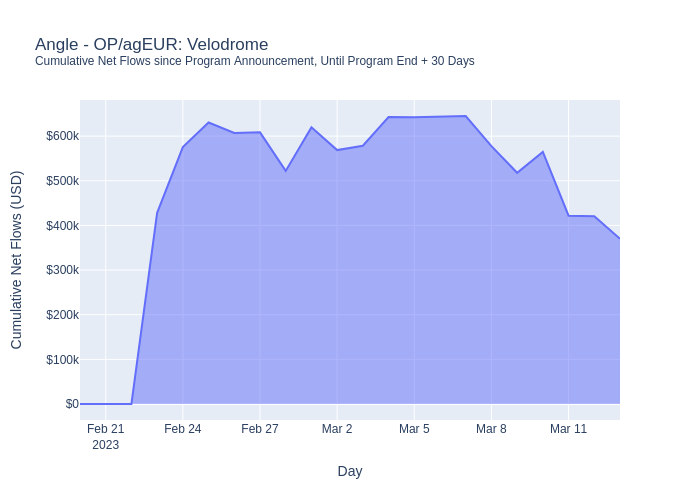 Angle - OP/agEUR: Velodrome
Cumulative Net Flows since Program Announcement, Until Program End + 30 Days
Cumulative Net Flows (USD)
$600k
$500k
$400k
$300k
$200k
$100k
$0
Feb 21
2023
Feb 24
Feb 27
Mar 2
Mar 5
Mar 8
Mar 11
Day